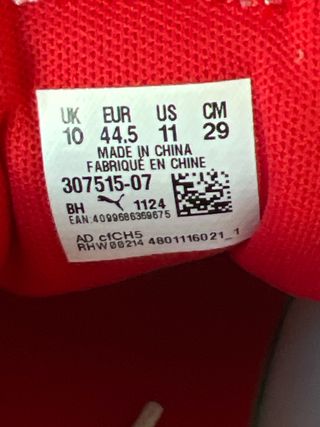 UK EUR US CM
10 44.5 11 29
MADE IN CHINA
FABRIQUÉ EN CHINE
307515-07
BH 1124
EAN:4099686369675
AD cfCH5
RHW00214 4801116021_1